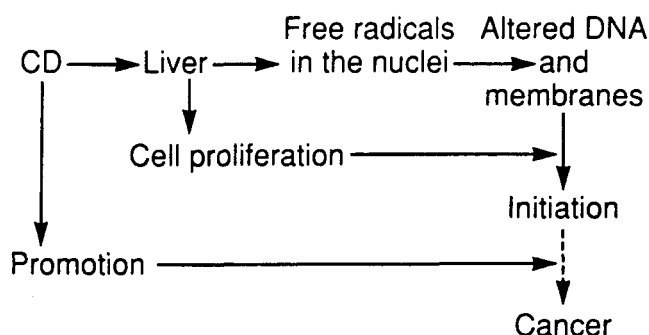 Free radicals Altered DNA
CD Liver in the nuclei and
membranes
Cell proliferation
Initiation
Promotion
Cancer